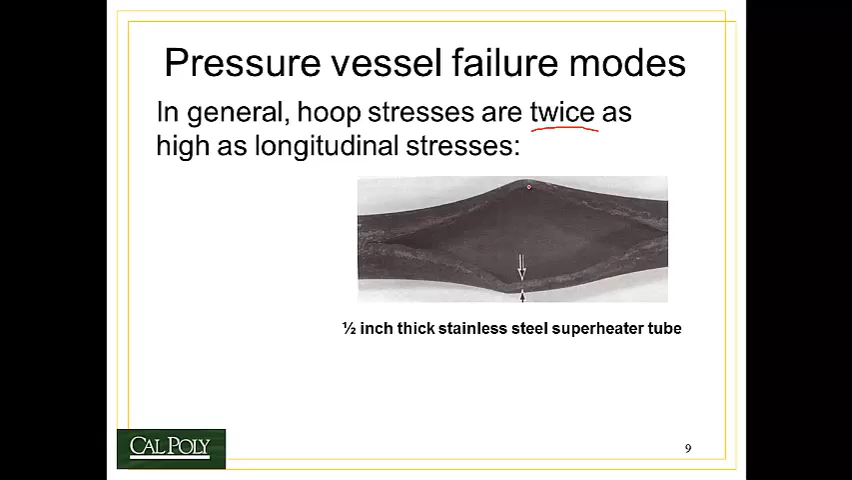 Pressure vessel failure modes
In general, hoop stresses are twice as
high as longitudinal stresses:
½ inch thick stainless steel superheater tube
CAL POLY
9